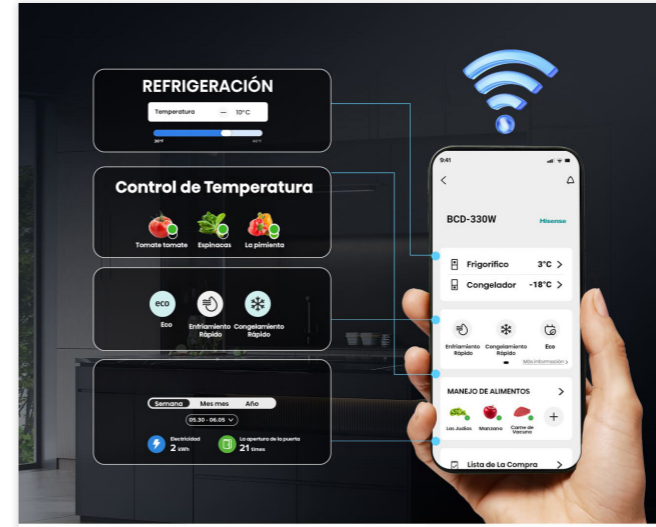 REFRIGERACIÓN
Temperatura — 10°C
Control de Temperatura
Tomate tomate Espinacas La pimienta
eco
Eco Enfriamiento Rápido Congelamiento Rápido
Semana Mes mes Año
05.30 - 06.05
Electricidad
2 kWh
La apertura de la puerta
21 times
9:41
BCD-330W Hisense
Frigorífico 3°C >
Congelador -18°C >
Enfriamiento Rápido Congelamiento Rápido Eco
Más información >
MANEJO DE ALIMENTOS >
Las Judías Manzana Carne de Vacuno
Lista de La Compra >